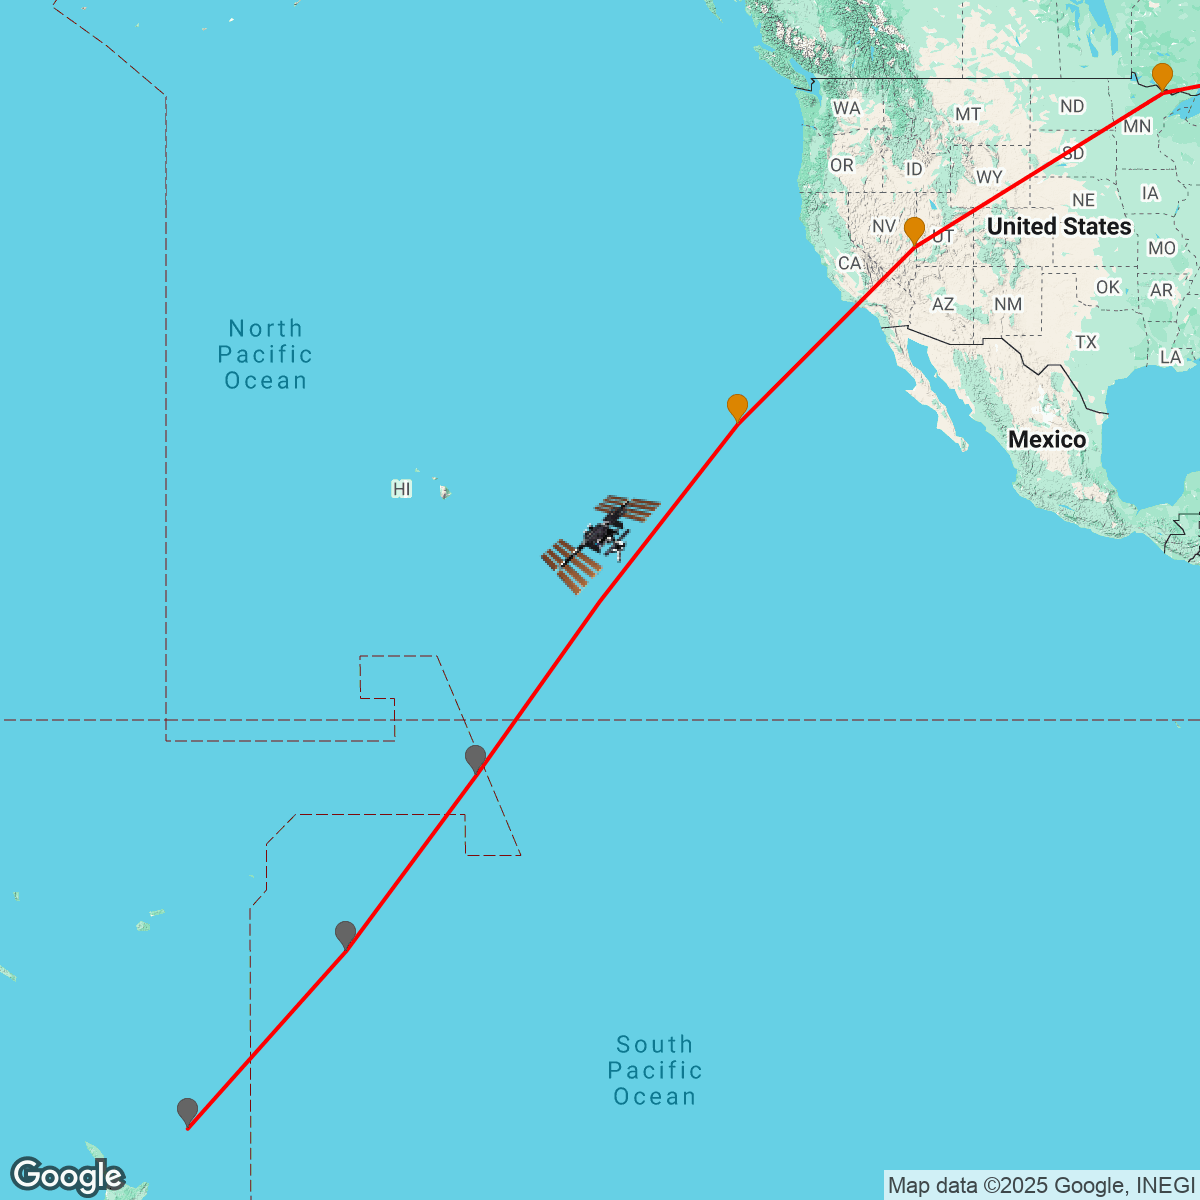 WA
MT
ND
MN
OR
ID
SD
WY
NE
IA
NV
UT
United States
CA
MO
OK
AR
AZ
NM
TX
LA
North
Pacific
Ocean
Mexico
HI
South
Pacific
Ocean
Google
Map data ©2025 Google, INEGI